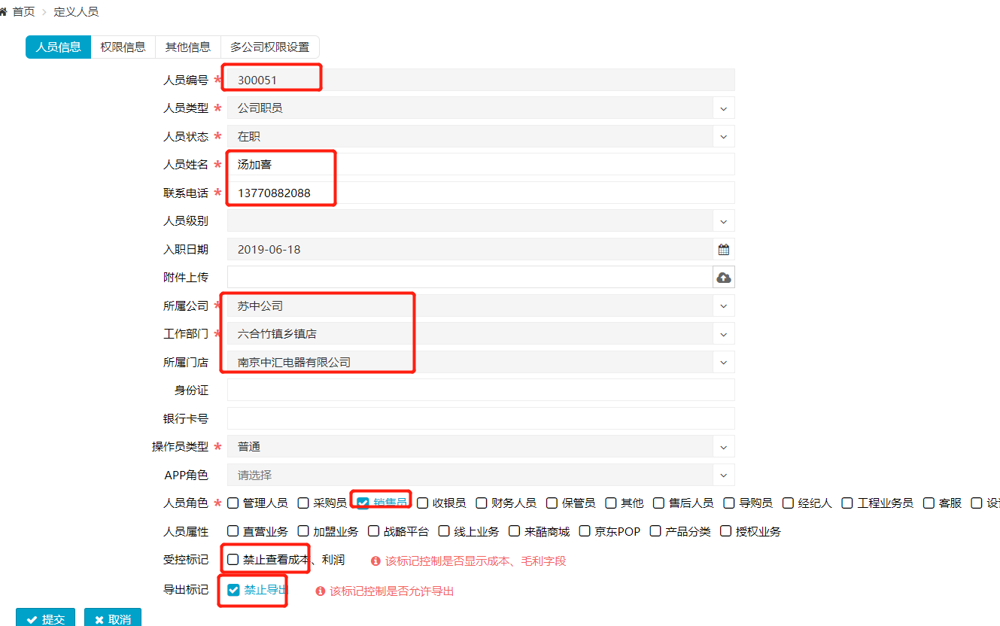 首页 > 定义人员
人员信息 权限信息 其他信息 多公司权限设置
人员编号 * 300051
人员类型 * 公司职员
人员状态 * 在职
人员姓名 * 汤加喜
联系电话 * 13770882088
人员级别
入职日期 2019-06-18
附件上传
所属公司 * 苏中公司
工作部门 * 六合竹镇乡镇店
所属门店 南京中汇电器有限公司
身份证
银行卡号
操作员类型 * 普通
APP角色 请选择
人员角色 * 管理人员 采购员 销售员 收银员 财务人员 保管员 其他 售后人员 导购员 经纪人 工程业务员 客服 设
人员属性 直营业务 加盟业务 战略平台 线上业务 来酷商城 京东POP 产品分类 授权业务
受控标记 禁止查看成本、利润 该标记控制是否显示成本、毛利字段
导出标记 禁止导出 该标记控制是否允许导出
提交 取消